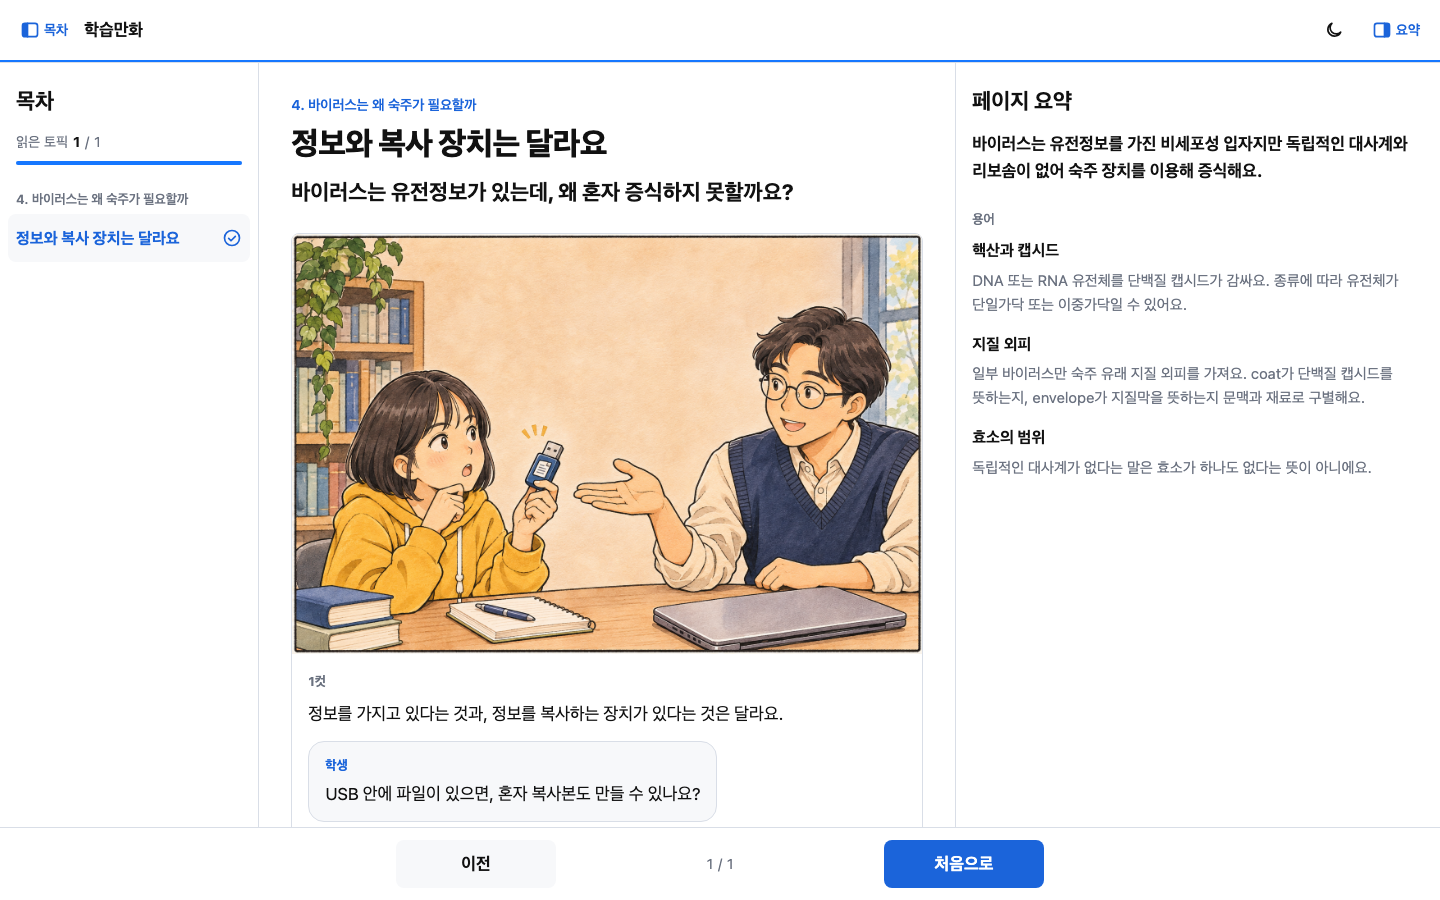 목차
학습만화
요약
목차
읽은 토픽 1 / 1
4. 바이러스는 왜 숙주가 필요할까
정보와 복사 장치는 달라요
4. 바이러스는 왜 숙주가 필요할까
정보와 복사 장치는 달라요
바이러스는 유전정보가 있는데, 왜 혼자 증식하지 못할까요?
1컷
정보를 가지고 있다는 것과, 정보를 복사하는 장치가 있다는 것은 달라요.
학생
USB 안에 파일이 있으면, 혼자 복사본도 만들 수 있나요?
페이지 요약
바이러스는 유전정보를 가진 비세포성 입자지만 독립적인 대사계와
리보솜이 없어 숙주 장치를 이용해 증식해요.
용어
핵산과 캡시드
DNA 또는 RNA 유전체를 단백질 캡시드가 감싸요. 종류에 따라 유전체가
단일가닥 또는 이중가닥일 수 있어요.
지질 외피
일부 바이러스만 숙주 유래 지질 외피를 가져요. coat가 단백질 캡시드를
뜻하는지, envelope가 지질막을 뜻하는지 문맥과 재료로 구별해요.
효소의 범위
독립적인 대사계가 없다는 말은 효소가 하나도 없다는 뜻이 아니에요.
이전
1 / 1
처음으로